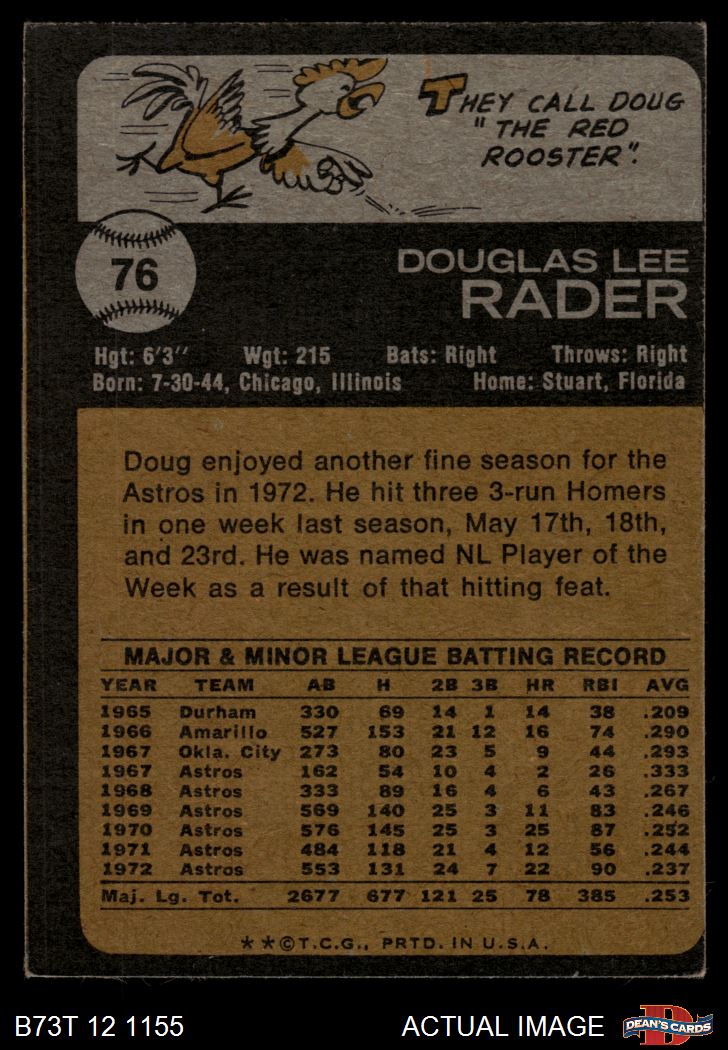 THEY CALL DOUG
"THE RED
ROOSTER".
76
DOUGLAS LEE
RADER
Hgt: 6'3" Wgt: 215 Bats: Right Throws: Right
Born: 7-30-44, Chicago, Illinois Home: Stuart, Florida
Doug enjoyed another fine season for the
Astros in 1972. He hit three 3-run Homers
in one week last season, May 17th, 18th,
and 23rd. He was named NL Player of the
Week as a result of that hitting feat.
MAJOR & MINOR LEAGUE BATTING RECORD
YEAR TEAM AB H 2B 3B HR RBI AVG
1965 Durham 330 69 14 1 14 38 .209
1966 Amarillo 527 153 21 12 16 74 .290
1967 Okla. City 273 80 23 5 9 44 .293
1967 Astros 162 54 10 4 2 26 .333
1968 Astros 333 89 16 4 6 43 .267
1969 Astros 569 140 25 3 11 83 .246
1970 Astros 576 145 25 3 25 87 .252
1971 Astros 484 118 21 4 12 56 .244
1972 Astros 553 131 24 7 22 90 .237
Maj. Lg. Tot. 2677 677 121 25 78 385 .253
**©T.C.G., PRTD. IN U.S.A.
B73T 12 1155 ACTUAL IMAGE D DEAN'S CARDS